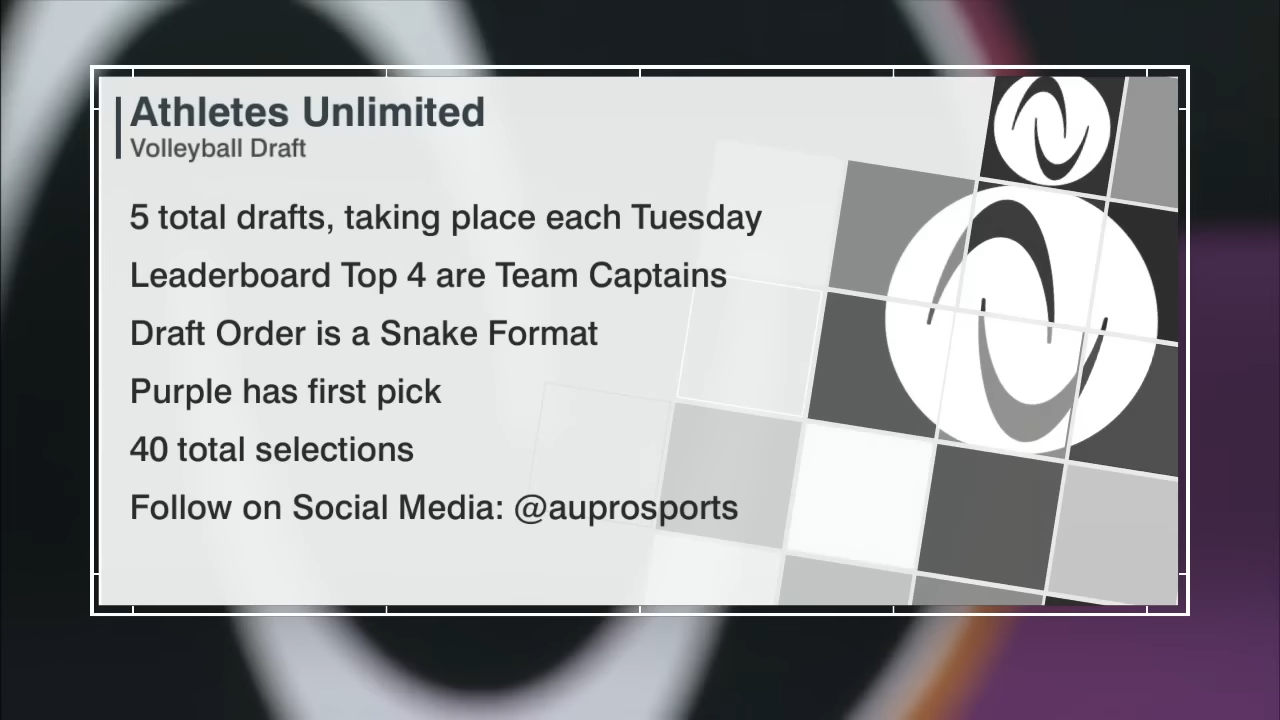 Athletes Unlimited
Volleyball Draft
5 total drafts, taking place each Tuesday
Leaderboard Top 4 are Team Captains
Draft Order is a Snake Format
Purple has first pick
40 total selections
Follow on Social Media: @auprosports